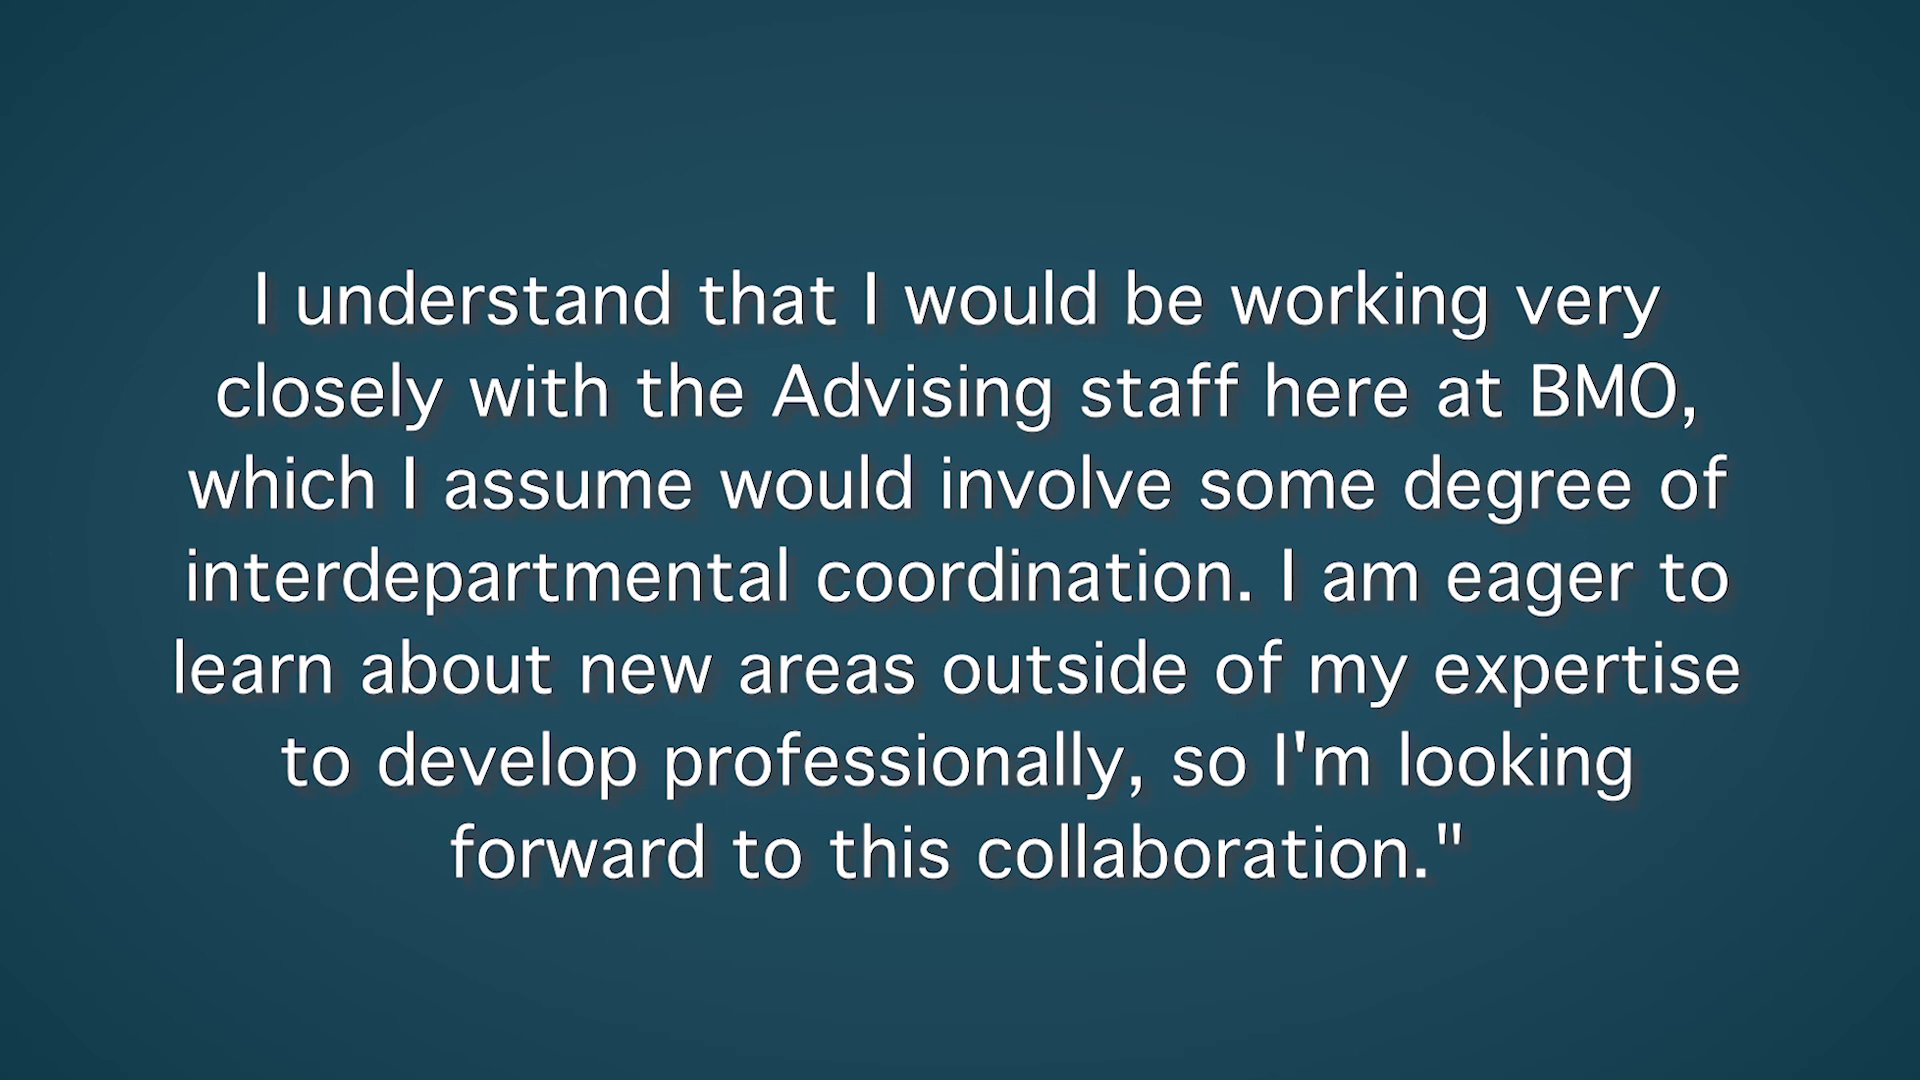 I understand that I would be working very
closely with the Advising staff here at BMO,
which I assume would involve some degree of
interdepartmental coordination. I am eager to
learn about new areas outside of my expertise
to develop professionally, so I'm looking
forward to this collaboration."